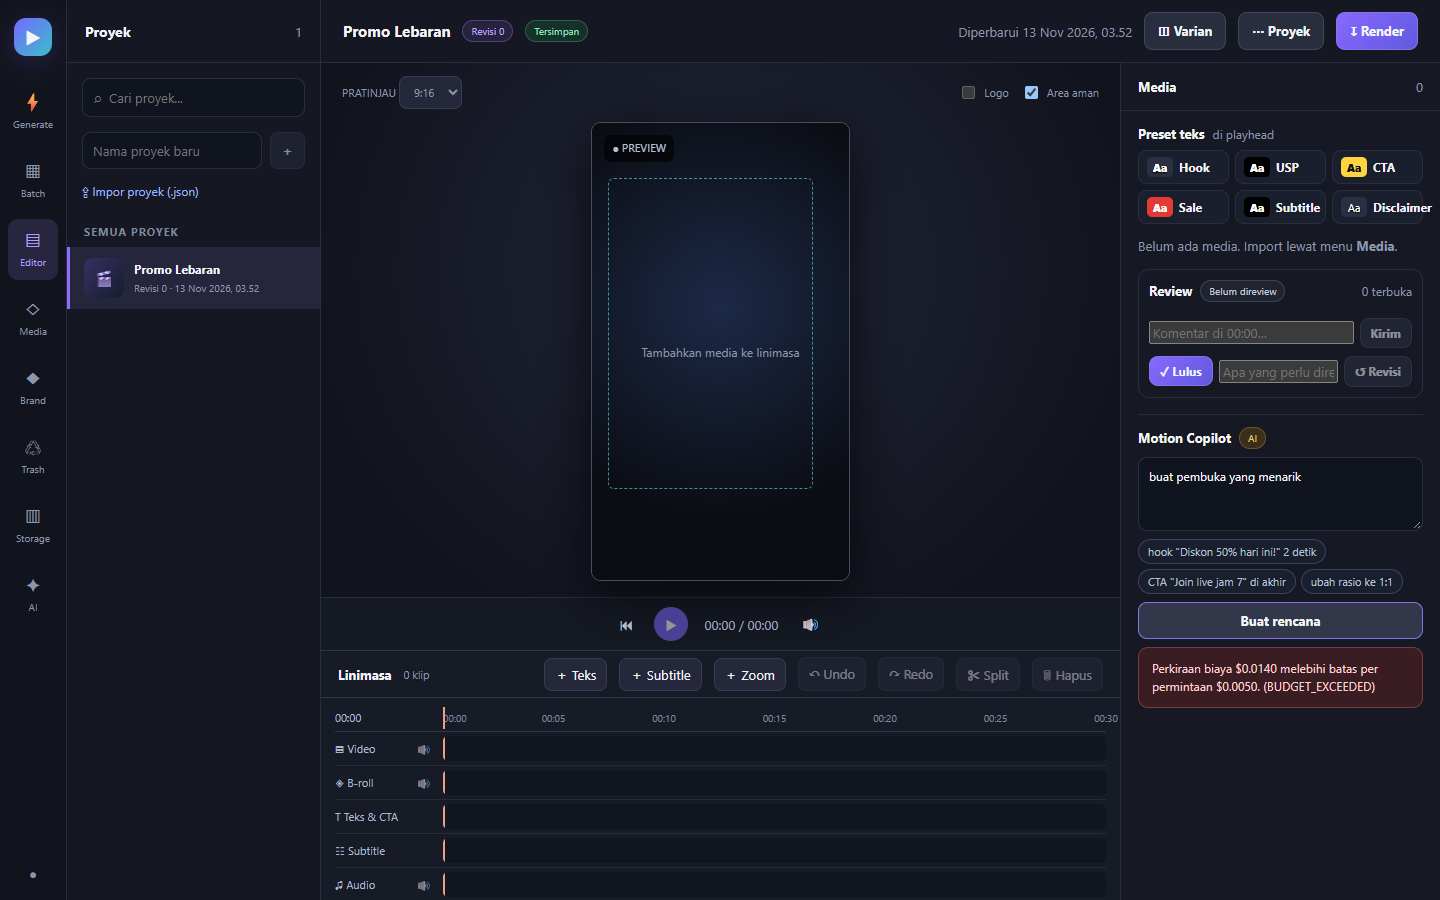 Generate
Batch
Editor
Media
Brand
Trash
Storage
AI
Proyek
1
Cari proyek...
Nama proyek baru
+
Impor proyek (.json)
SEMUA PROYEK
Promo Lebaran
Revisi 0 · 13 Nov 2026, 03.52
Promo Lebaran
Revisi 0
Tersimpan
Diperbarui 13 Nov 2026, 03.52
Varian
Proyek
Render
PRATINJAU
9:16
Logo
Area aman
PREVIEW
Tambahkan media ke linimasa
00:00 / 00:00
Linimasa
0 klip
+ Teks
+ Subtitle
+ Zoom
Undo
Redo
Split
Hapus
00:00
00:00
00:05
00:10
00:15
00:20
00:25
00:30
Video
B-roll
T Teks & CTA
Subtitle
Audio
Media
0
Preset teks
di playhead
Aa Hook
Aa USP
Aa CTA
Aa Sale
Aa Subtitle
Aa Disclaimer
Belum ada media. Import lewat menu Media.
Review
Belum direview
0 terbuka
Komentar di 00:00...
Kirim
✓ Lulus
Apa yang perlu dire
Revisi
Motion Copilot
AI
buat pembuka yang menarik
hook "Diskon 50% hari ini!" 2 detik
CTA "Join live jam 7" di akhir
ubah rasio ke 1:1
Buat rencana
Perkiraan biaya $0.0140 melebihi batas per
permintaan $0.0050. (BUDGET_EXCEEDED)